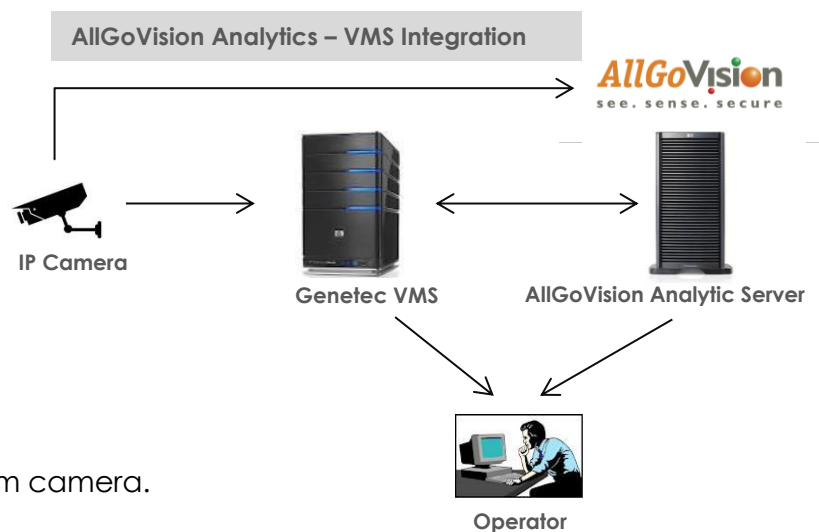 AllGoVision Analytics – VMS Integration
AllGoVision
see. sense. secure
IP Camera
Genetec VMS
AllGoVision Analytic Server
m camera.
Operator